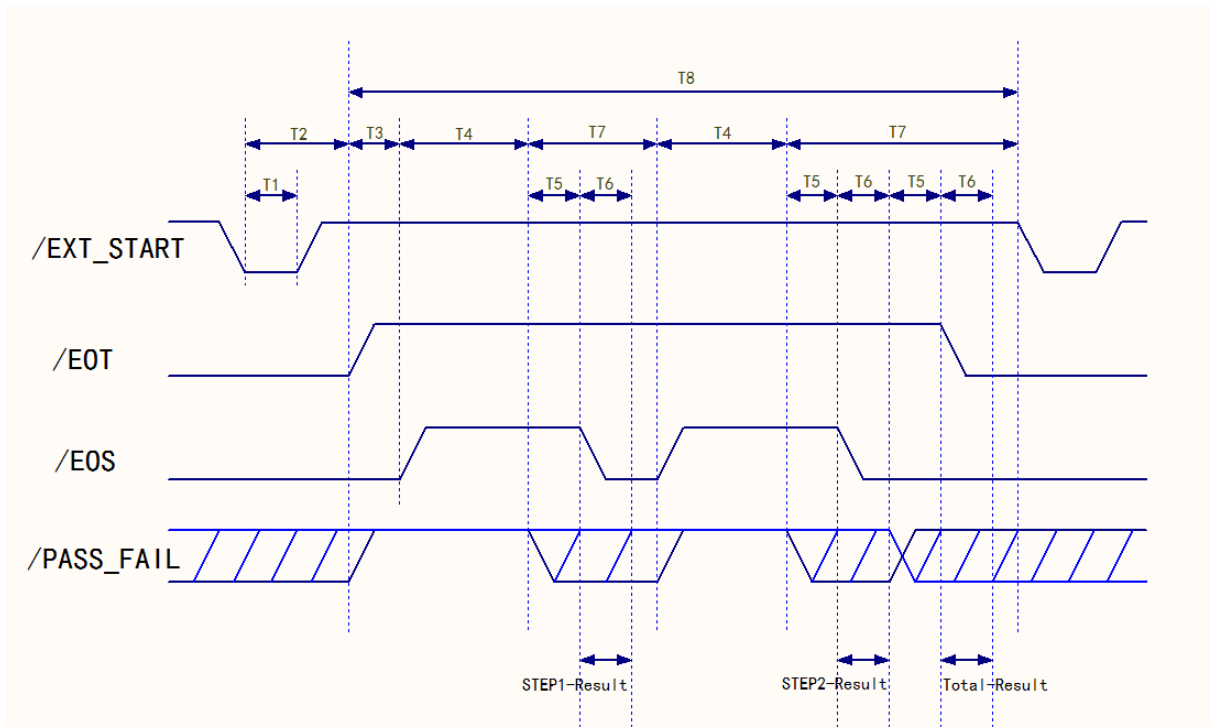 T8
T2 T3 T4 T7 T4 T7
T1 T5 T6 T5 T6 T5 T6
/EXT_START
/EOT
/EOS
/PASS_FAIL
STEP1-Result STEP2-Result Total-Result